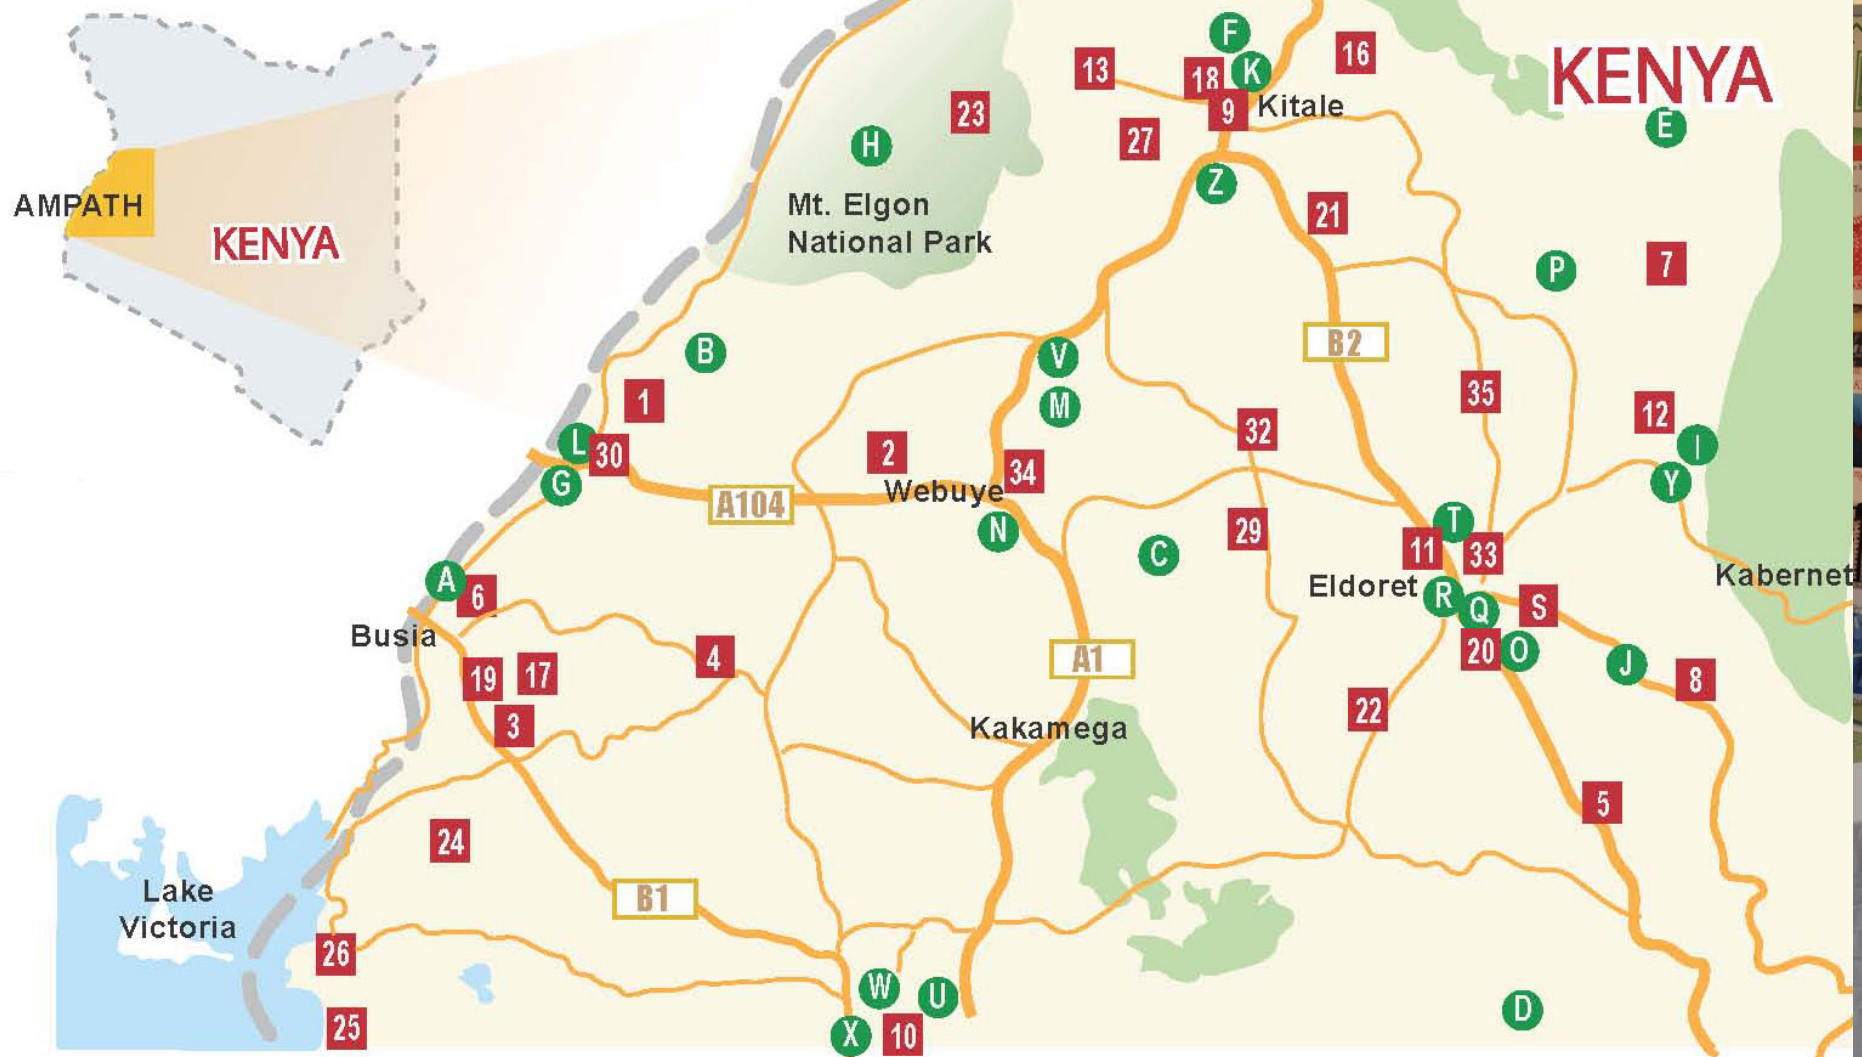 AMPATH
KENYA
KENYA
F
K
16
13
18
9
Kitale
23
27
E
H
Z
Mt. Elgon
National Park
21
P
7
B
V
B2
1
M
35
12
L
30
2
32
I
G
34
Y
A104
Webuye
N
C
29
T
11
33
A
6
Eldoret
R
Q
S
Kabernet
Busia
4
A1
20
O
J
19
17
8
3
22
Kakamega
5
24
Lake
Victoria
B1
26
25
W
U
X
10
D